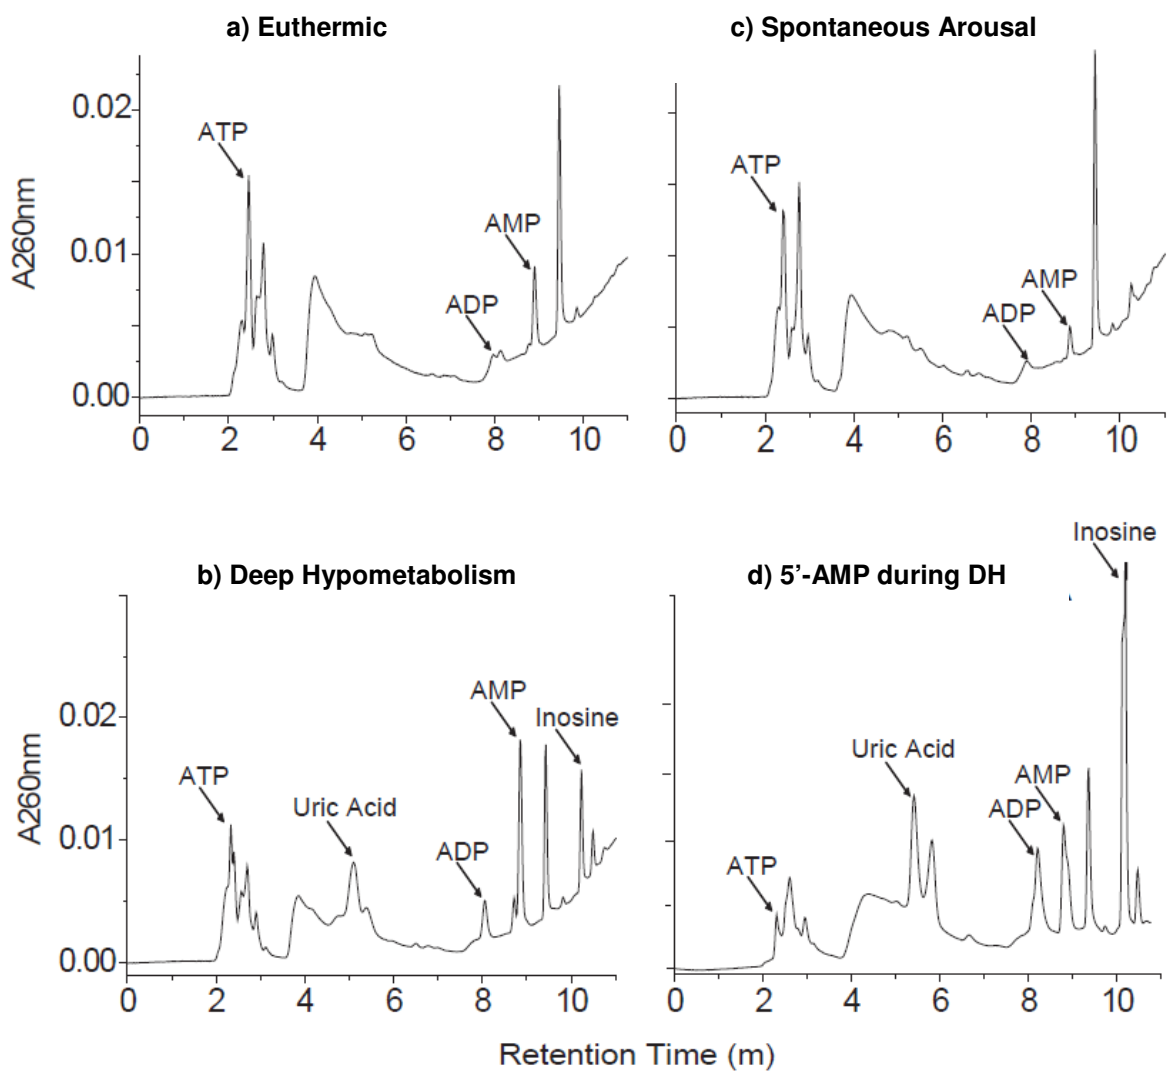 a) Euthermic
c) Spontaneous Arousal
A260nm
0.02
0.01
0.00
ATP
ADP
AMP
0 2 4 6 8 10
ATP
ADP
AMP
0 2 4 6 8 10
b) Deep Hypometabolism
d) 5’-AMP during DH
A260nm
0.02
0.01
0.00
ATP
Uric Acid
ADP
AMP
Inosine
0 2 4 6 8 10
ATP
Uric Acid
ADP
AMP
Inosine
0 2 4 6 8 10
Retention Time (m)